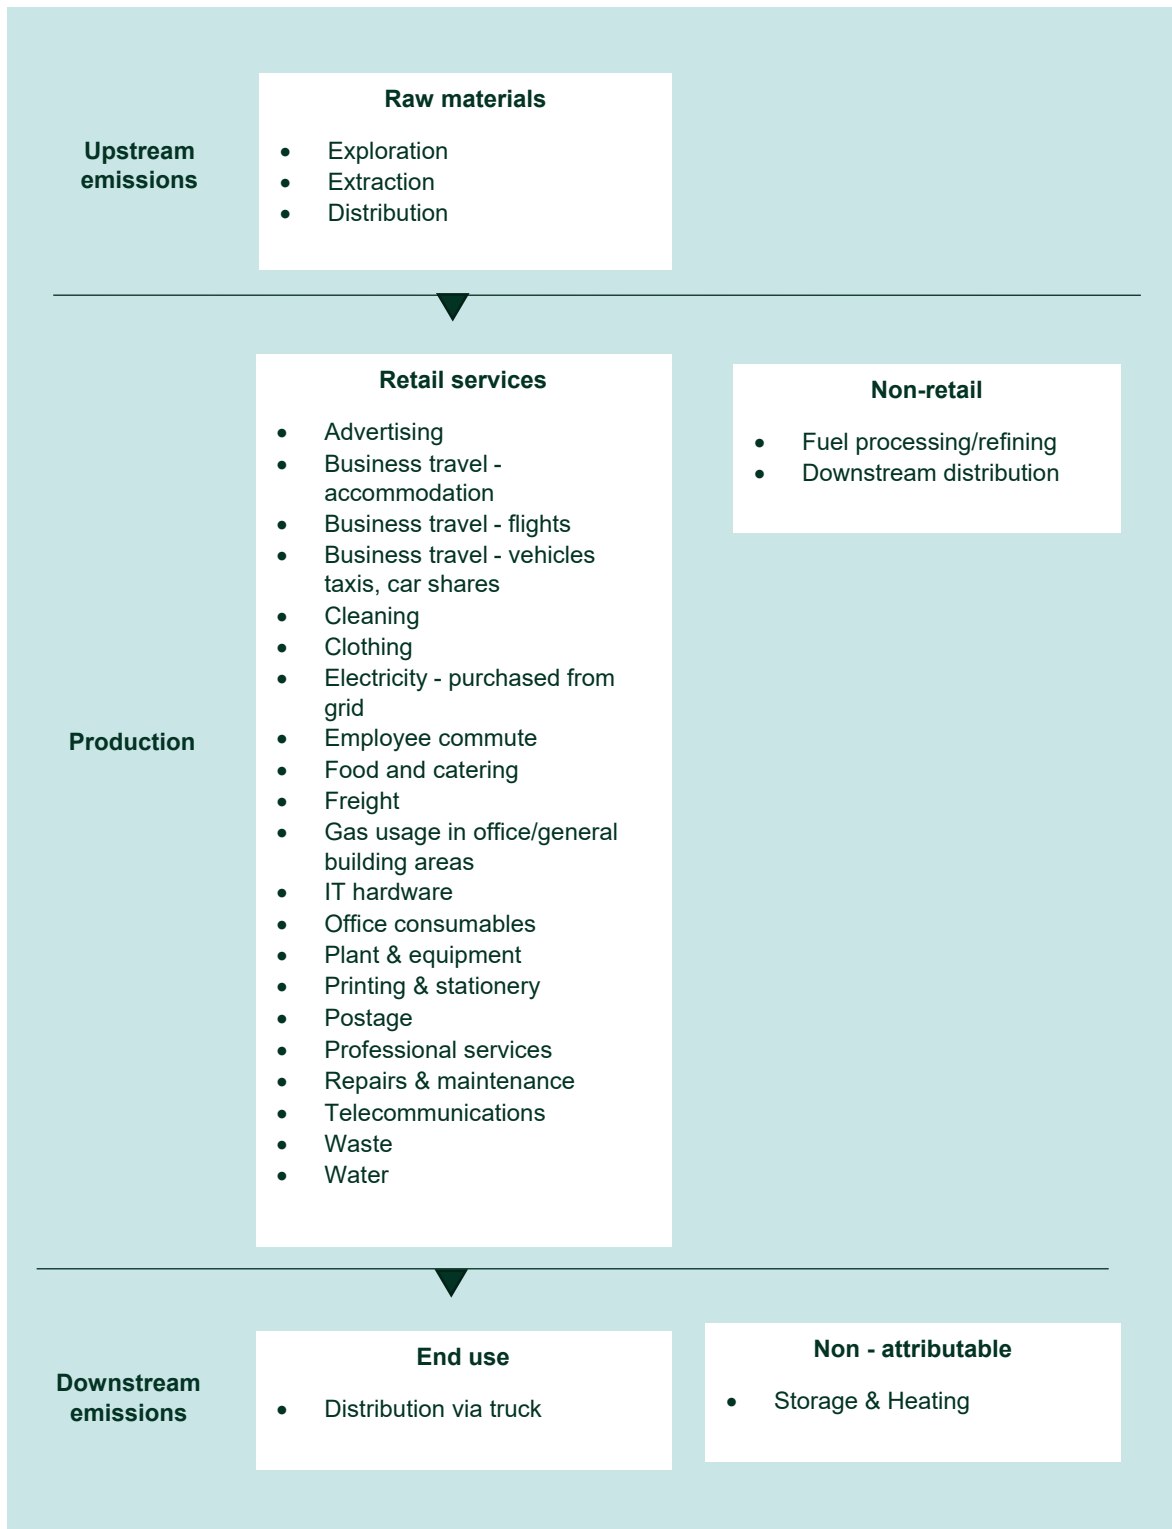 Upstream
emissions
Raw materials
• Exploration
• Extraction
• Distribution
Production
Retail services
• Advertising
• Business travel -
accommodation
• Business travel - flights
• Business travel - vehicles
taxis, car shares
• Cleaning
• Clothing
• Electricity - purchased from
grid
• Employee commute
• Food and catering
• Freight
• Gas usage in office/general
building areas
• IT hardware
• Office consumables
• Plant & equipment
• Printing & stationery
• Postage
• Professional services
• Repairs & maintenance
• Telecommunications
• Waste
• Water
Non-retail
• Fuel processing/refining
• Downstream distribution
Downstream
emissions
End use
• Distribution via truck
Non - attributable
• Storage & Heating